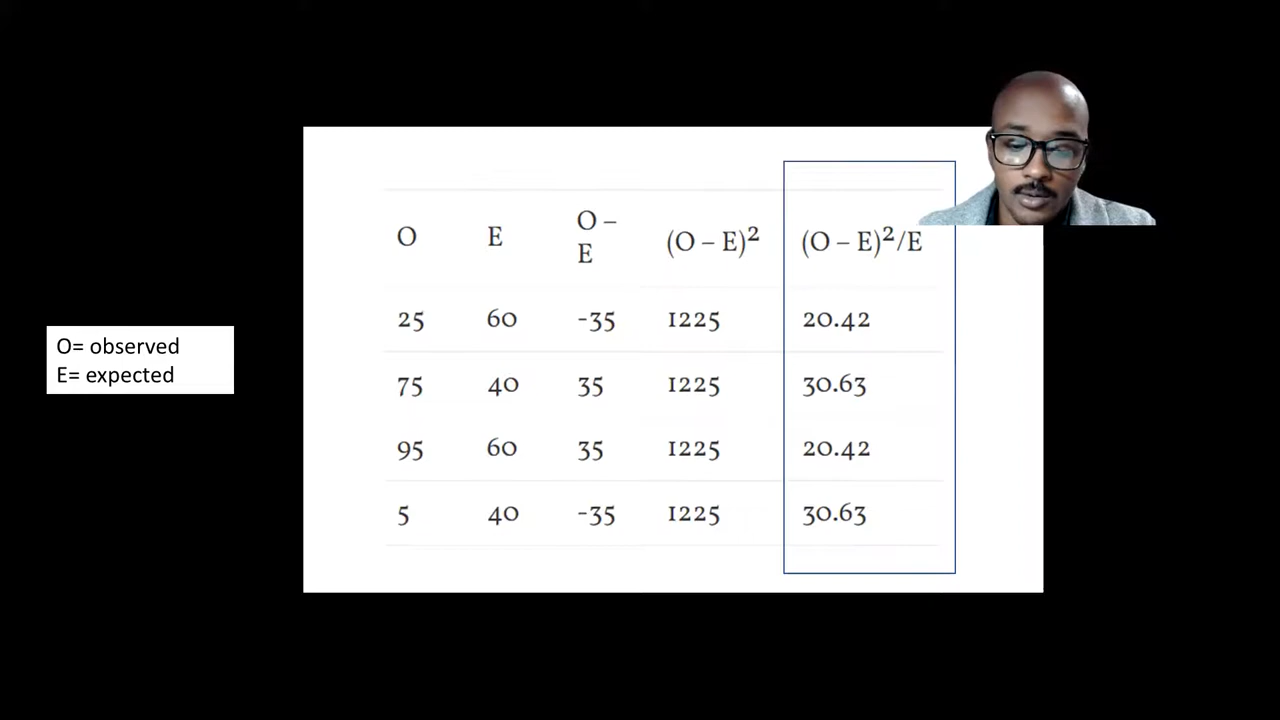 O= observed
E= expected
O E O – E (O – E)² (O – E)²/E
25 60 -35 1225 20.42
75 40 35 1225 30.63
95 60 35 1225 20.42
5 40 -35 1225 30.63